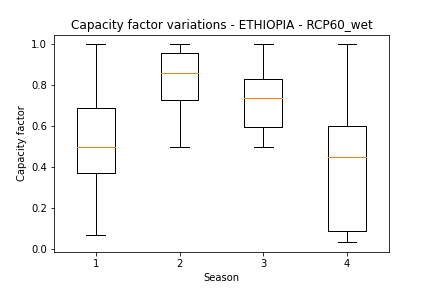 Capacity factor variations - ETHIOPIA - RCP60_wet
1.0
0.8
0.6
0.4
0.2
0.0
Capacity factor
1 2 3 4
Season